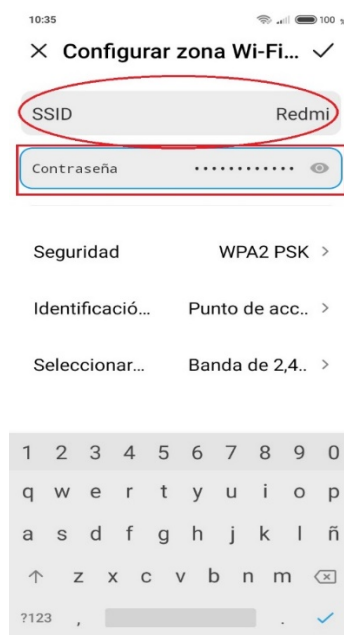 10:35 100
Configurar zona Wi-Fi...
SSID Redmi
Contraseña ............
Seguridad WPA2 PSK
Identificació... Punto de acc..
Seleccionar... Banda de 2,4..
1 2 3 4 5 6 7 8 9 0
q w e r t y u i o p
a s d f g h j k l ñ
z x c v b n m
?123 , .